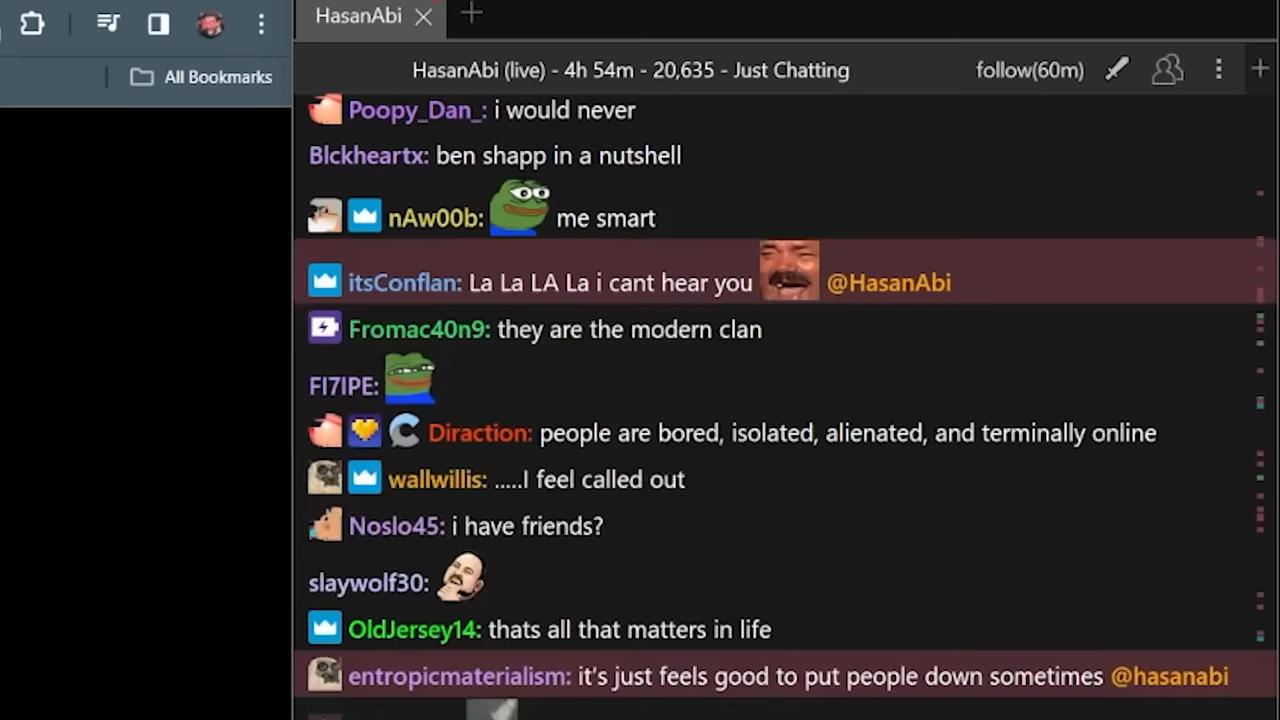 HasanAbi
All Bookmarks
HasanAbi (live) - 4h 54m - 20,635 - Just Chatting
follow(60m)
Poopy_Dan_: i would never
Blckheartx: ben shapp in a nutshell
nAw00b: me smart
itsConflan: La La LA La i cant hear you @HasanAbi
Fromac40n9: they are the modern clan
FI7IPE:
Diraction: people are bored, isolated, alienated, and terminally online
wallwillis: .....I feel called out
Noslo45: i have friends?
slaywolf30:
OldJersey14: thats all that matters in life
entropicmaterialism: it's just feels good to put people down sometimes @hasanabi